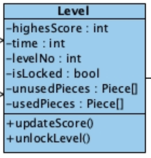 Level
-highesScore : int
-time : int
-levelNo : int
-isLocked : bool
-unusedPieces : Piece[]
-usedPieces : Piece[]
+updateScore()
+unlockLevel()